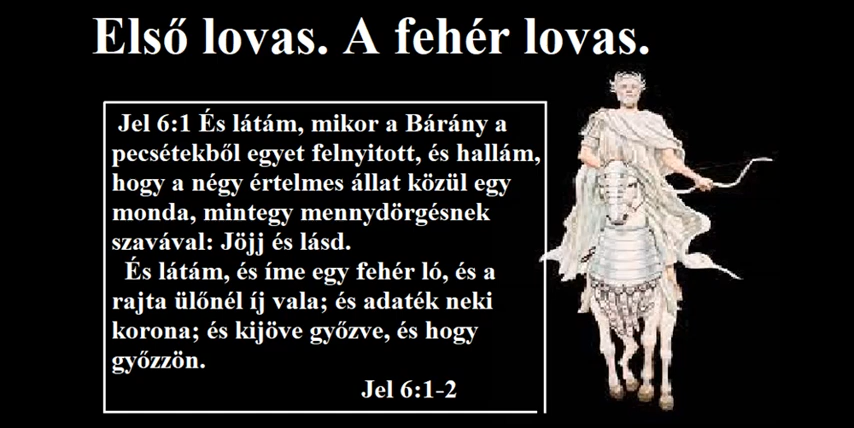 Első lovas. A fehér lovas.
Jel 6:1 És látám, mikor a Bárány a
pecsétekből egyet felnyitott, és hallám,
hogy a négy értelmes állat közül egy
monda, mintegy mennydörgésnek
szavával: Jöjj és lásd.
És látám, és íme egy fehér ló, és a
rajta ülőnél íj vala; és adaték neki
korona; és kijöve győzve, és hogy
győzzön.
Jel 6:1-2